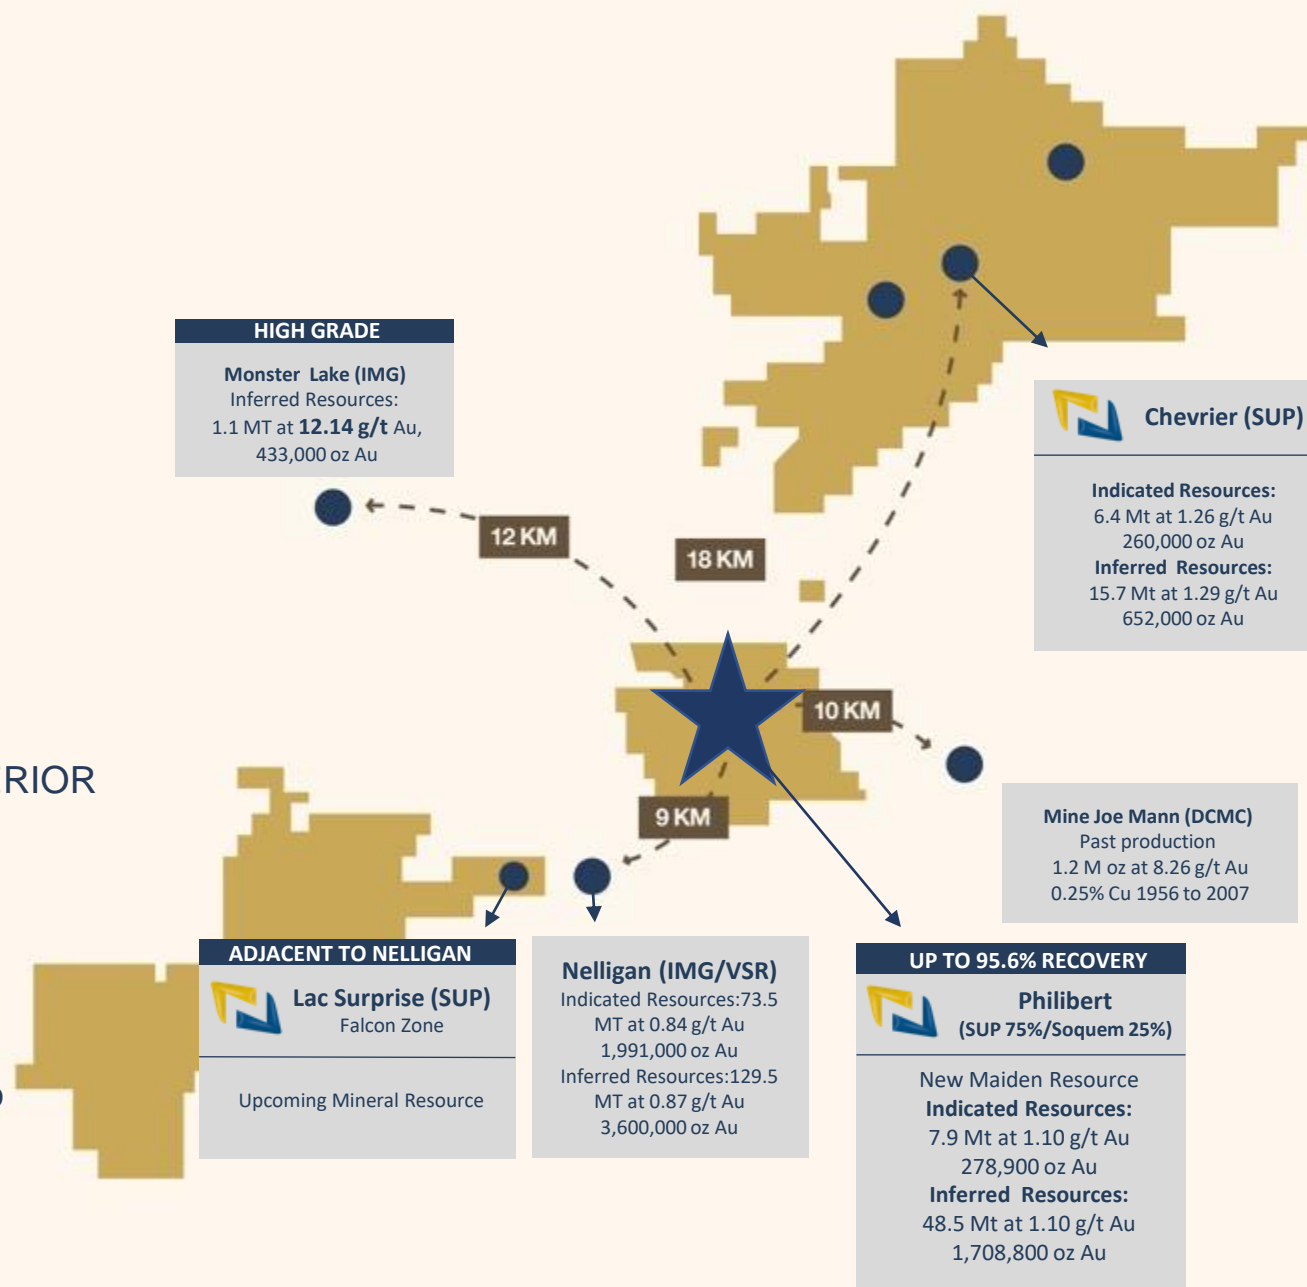 HIGH GRADE
Monster Lake (IMG)
Inferred Resources:
1.1 MT at 12.14 g/t Au,
433,000 oz Au
12 KM
18 KM
Chevrier (SUP)
Indicated Resources:
6.4 Mt at 1.26 g/t Au
260,000 oz Au
Inferred Resources:
15.7 Mt at 1.29 g/t Au
652,000 oz Au
10 KM
9 KM
ERIOR
Mine Joe Mann (DCMC)
Past production
1.2 M oz at 8.26 g/t Au
0.25% Cu 1956 to 2007
ADJACENT TO NELLIGAN
Lac Surprise (SUP)
Falcon Zone
Upcoming Mineral Resource
Nelligan (IMG/VSR)
Indicated Resources:73.5
MT at 0.84 g/t Au
1,991,000 oz Au
Inferred Resources:129.5
MT at 0.87 g/t Au
3,600,000 oz Au
UP TO 95.6% RECOVERY
Philibert
(SUP 75%/Soquem 25%)
New Maiden Resource
Indicated Resources:
7.9 Mt at 1.10 g/t Au
278,900 oz Au
Inferred Resources:
48.5 Mt at 1.10 g/t Au
1,708,800 oz Au